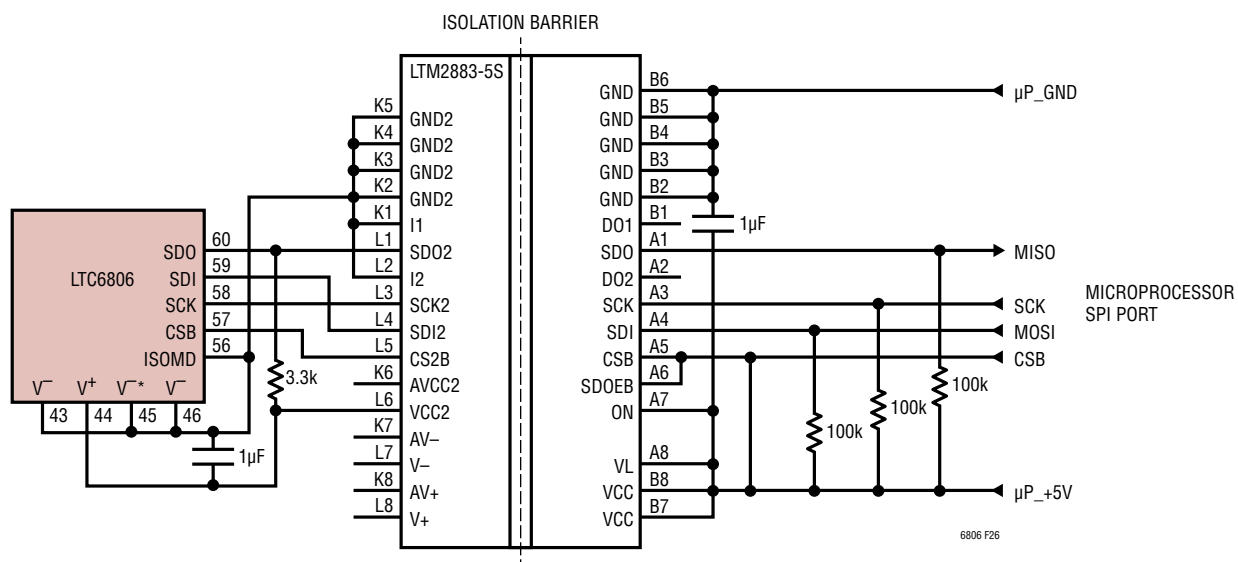 ISOLATION BARRIER
LTM2883-5S
K5 GND2
K4 GND2
K3 GND2
K2 GND2
K1 I1
L1 SDO2
L2 I2
L3 SCK2
L4 SDI2
L5 CS2B
K6 AVCC2
L6 VCC2
K7 AV–
L7 V–
K8 AV+
L8 V+
GND B6
GND B5
GND B4
GND B3
GND B2
DO1 B1
SDO A1
DO2 A2
SCK A3
SDI A4
CSB A5
SDOEB A6
ON A7
VL A8
VCC B8
VCC B7
LTC6806
SDO 60
SDI 59
SCK 58
CSB 57
ISOMD 56
V– V+ V–* V–
43 44 45 46
3.3k
1µF
1µF
100k
100k
100k
µP_GND
MISO
SCK
MOSI
CSB
µP_+5V
MICROPROCESSOR
SPI PORT
6806 F26